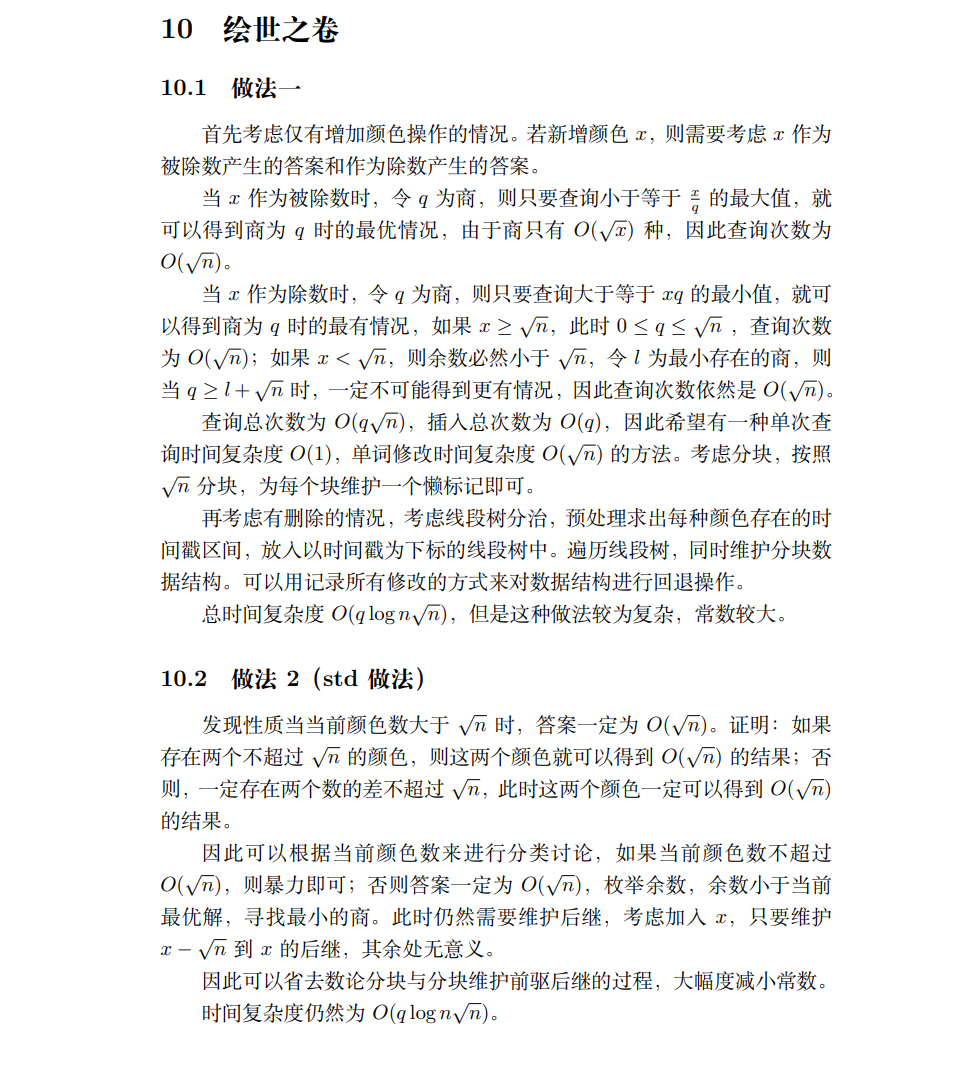 10 绘世之卷
10.1 做法一
首先考虑仅有增加颜色操作的情况。若新增颜色 x，则需要考虑 x 作为
被除数产生的答案和作为除数产生的答案。
当 x 作为被除数时，令 q 为商，则只要查询小于等于 x/q 的最大值，就
可以得到商为 q 时的最优情况，由于商只有 O(√x) 种，因此查询次数为
O(√n)。
当 x 作为除数时，令 q 为商，则只要查询大于等于 xq 的最小值，就可
以得到商为 q 时的最有情况，如果 x ≥ √n，此时 0 ≤ q ≤ √n ，查询次数
为 O(√n)；如果 x < √n，则余数必然小于 √n，令 l 为最小存在的商，则
当 q ≥ l + √n 时，一定不可能得到更有情况，因此查询次数依然是 O(√n)。
查询总次数为 O(q√n)，插入总次数为 O(q)，因此希望有一种单次查
询时间复杂度 O(1)，单词修改时间复杂度 O(√n) 的方法。考虑分块，按照
√n 分块，为每个块维护一个懒标记即可。
再考虑有删除的情况，考虑线段树分治，预处理求出每种颜色存在的时
间戳区间，放入以时间戳为下标的线段树中。遍历线段树，同时维护分块数
据结构。可以用记录所有修改的方式来对数据结构进行回退操作。
总时间复杂度 O(q log n√n)，但是这种做法较为复杂，常数较大。
10.2 做法 2（std 做法）
发现性质当当前颜色数大于 √n 时，答案一定为 O(√n)。证明：如果
存在两个不超过 √n 的颜色，则这两个颜色就可以得到 O(√n) 的结果；否
则，一定存在两个数的差不超过 √n，此时这两个颜色一定可以得到 O(√n)
的结果。
因此可以根据当前颜色数来进行分类讨论，如果当前颜色数不超过
O(√n)，则暴力即可；否则答案一定为 O(√n)，枚举余数，余数小于当前
最优解，寻找最小的商。此时仍然需要维护后继，考虑加入 x，只要维护
x − √n 到 x 的后继，其余处无意义。
因此可以省去数论分块与分块维护前驱后继的过程，大幅度减小常数。
时间复杂度仍然为 O(q log n√n)。